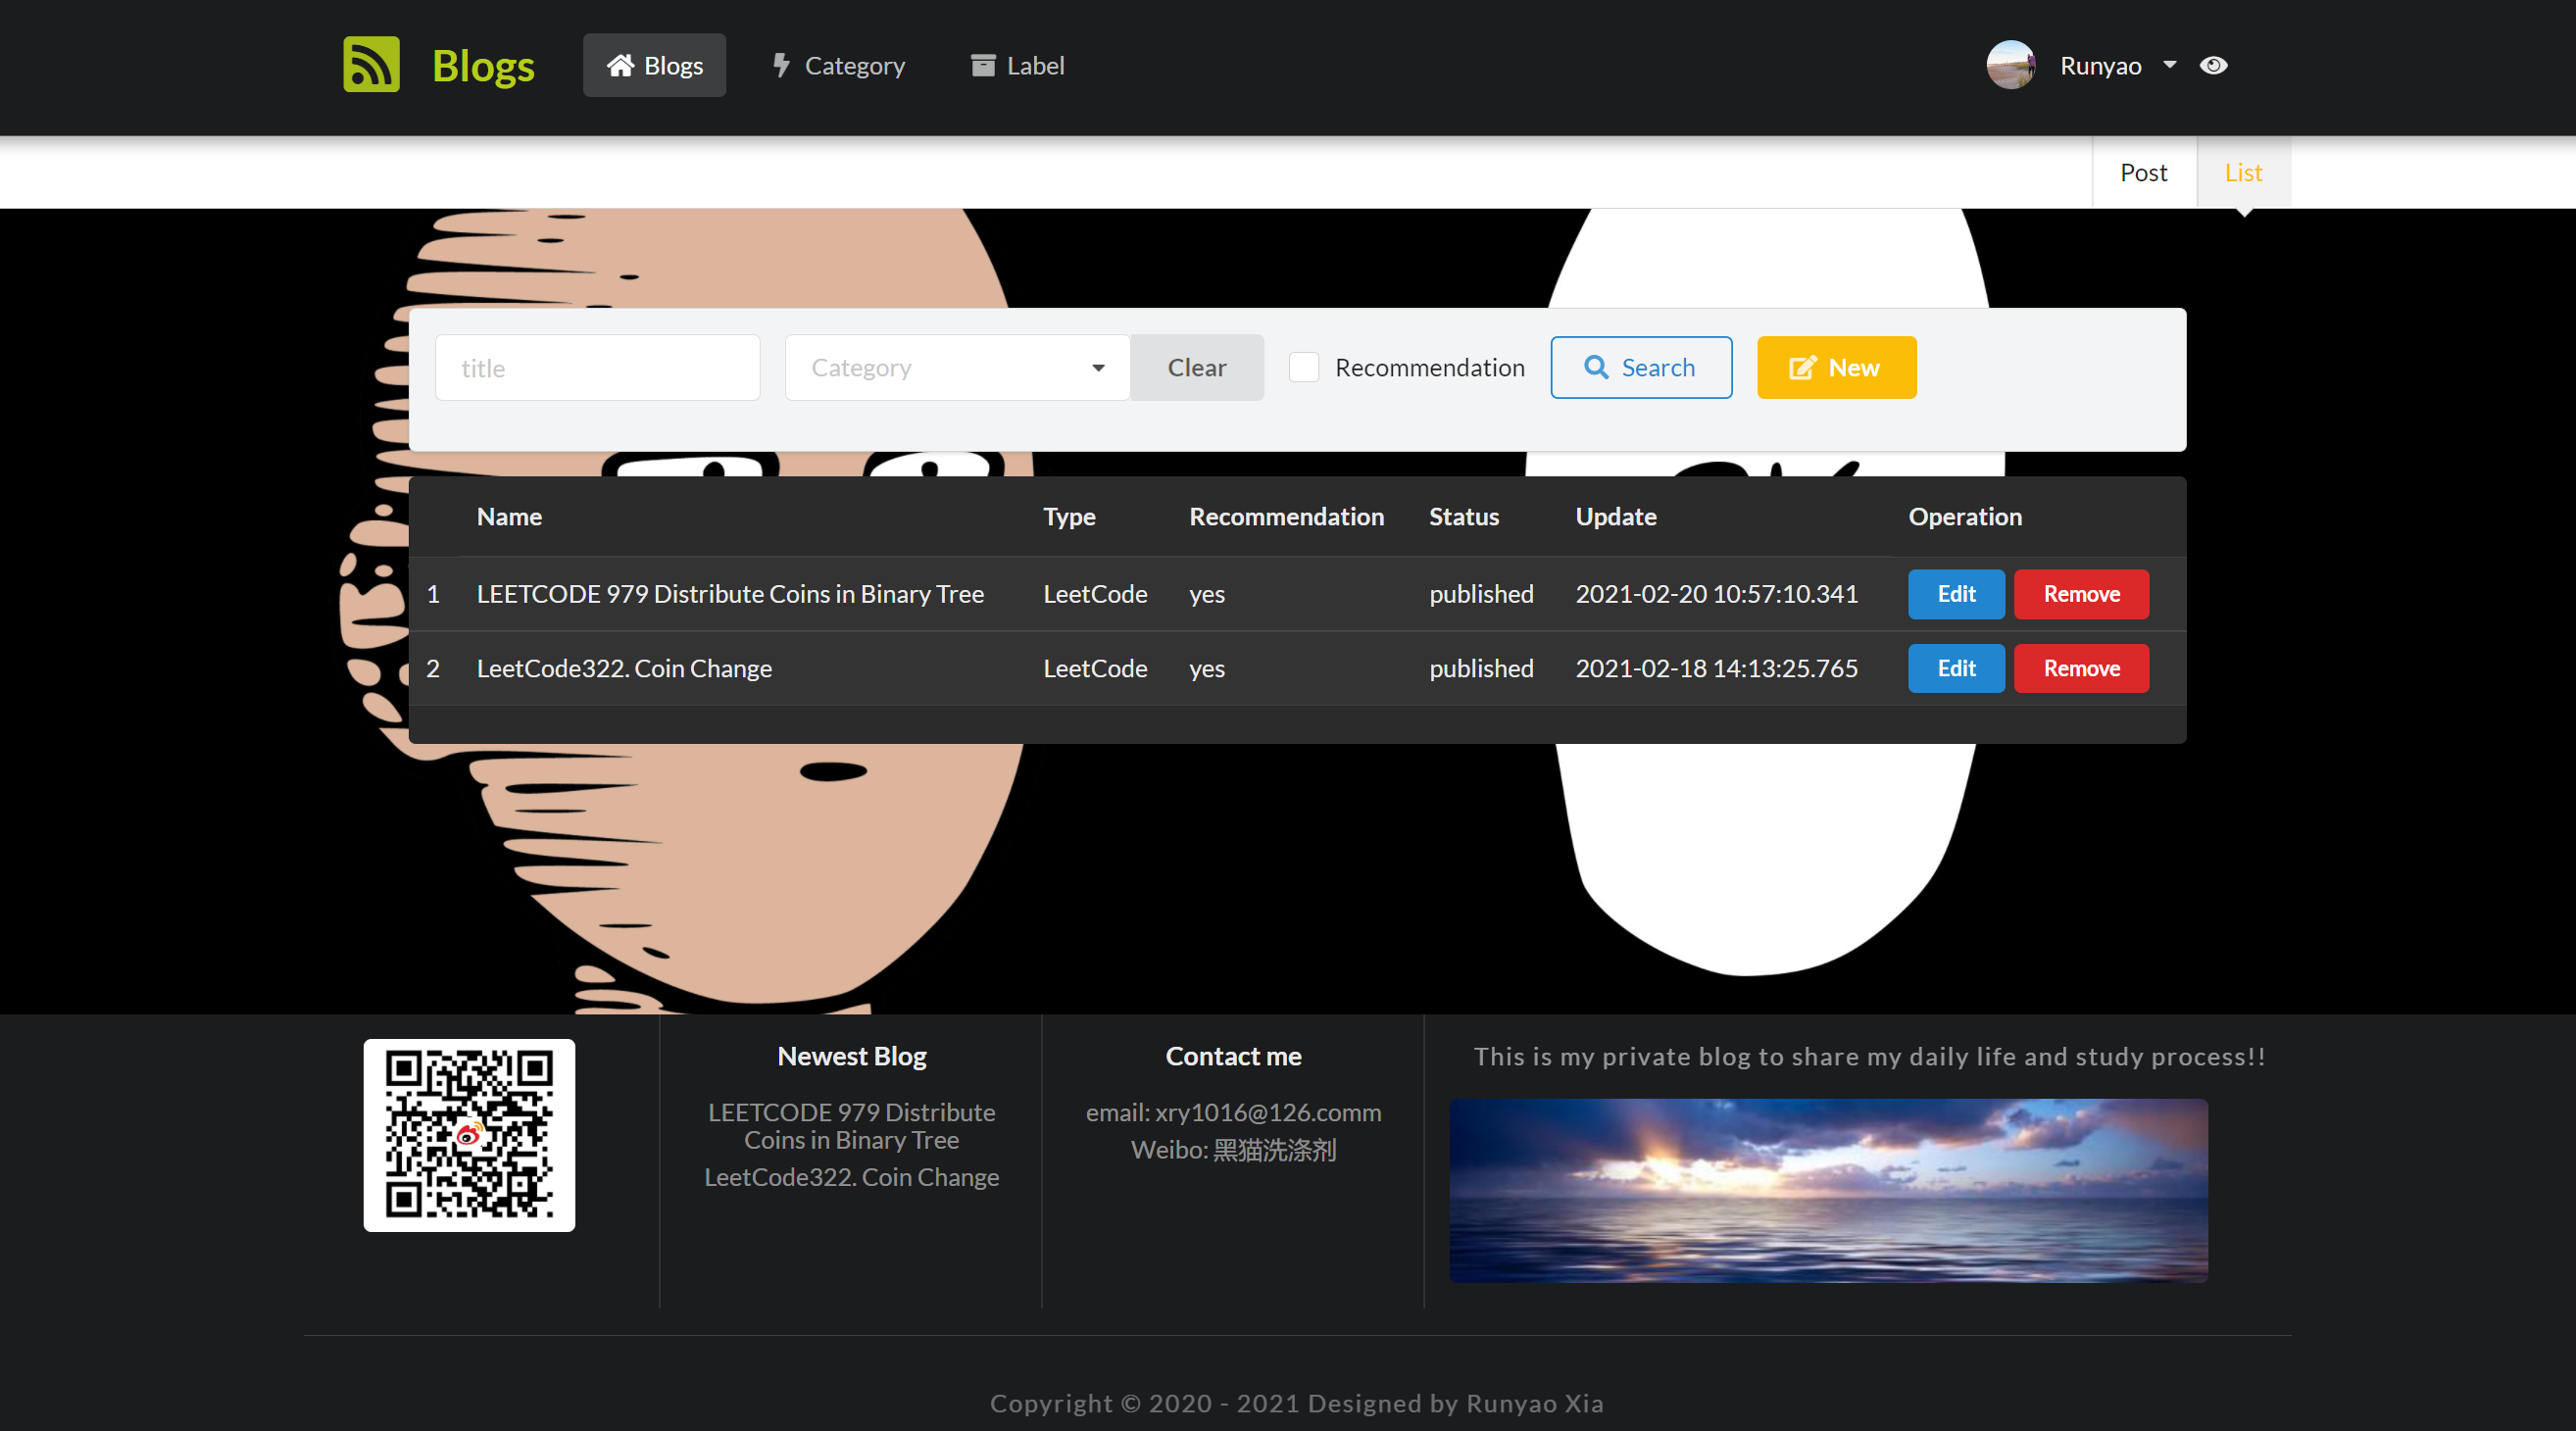 Blogs
Blogs
Category
Label
Runyao
Post
List
title
Category
Clear
Recommendation
Search
New
Name Type Recommendation Status Update Operation
1 LEETCODE 979 Distribute Coins in Binary Tree LeetCode yes published 2021-02-20 10:57:10.341 Edit Remove
2 LeetCode322. Coin Change LeetCode yes published 2021-02-18 14:13:25.765 Edit Remove
Newest Blog
LEETCODE 979 Distribute
Coins in Binary Tree
LeetCode322. Coin Change
Contact me
email: xry1016@126.comm
Weibo: 黑猫洗涤剂
This is my private blog to share my daily life and study process!!
Copyright © 2020 - 2021 Designed by Runyao Xia